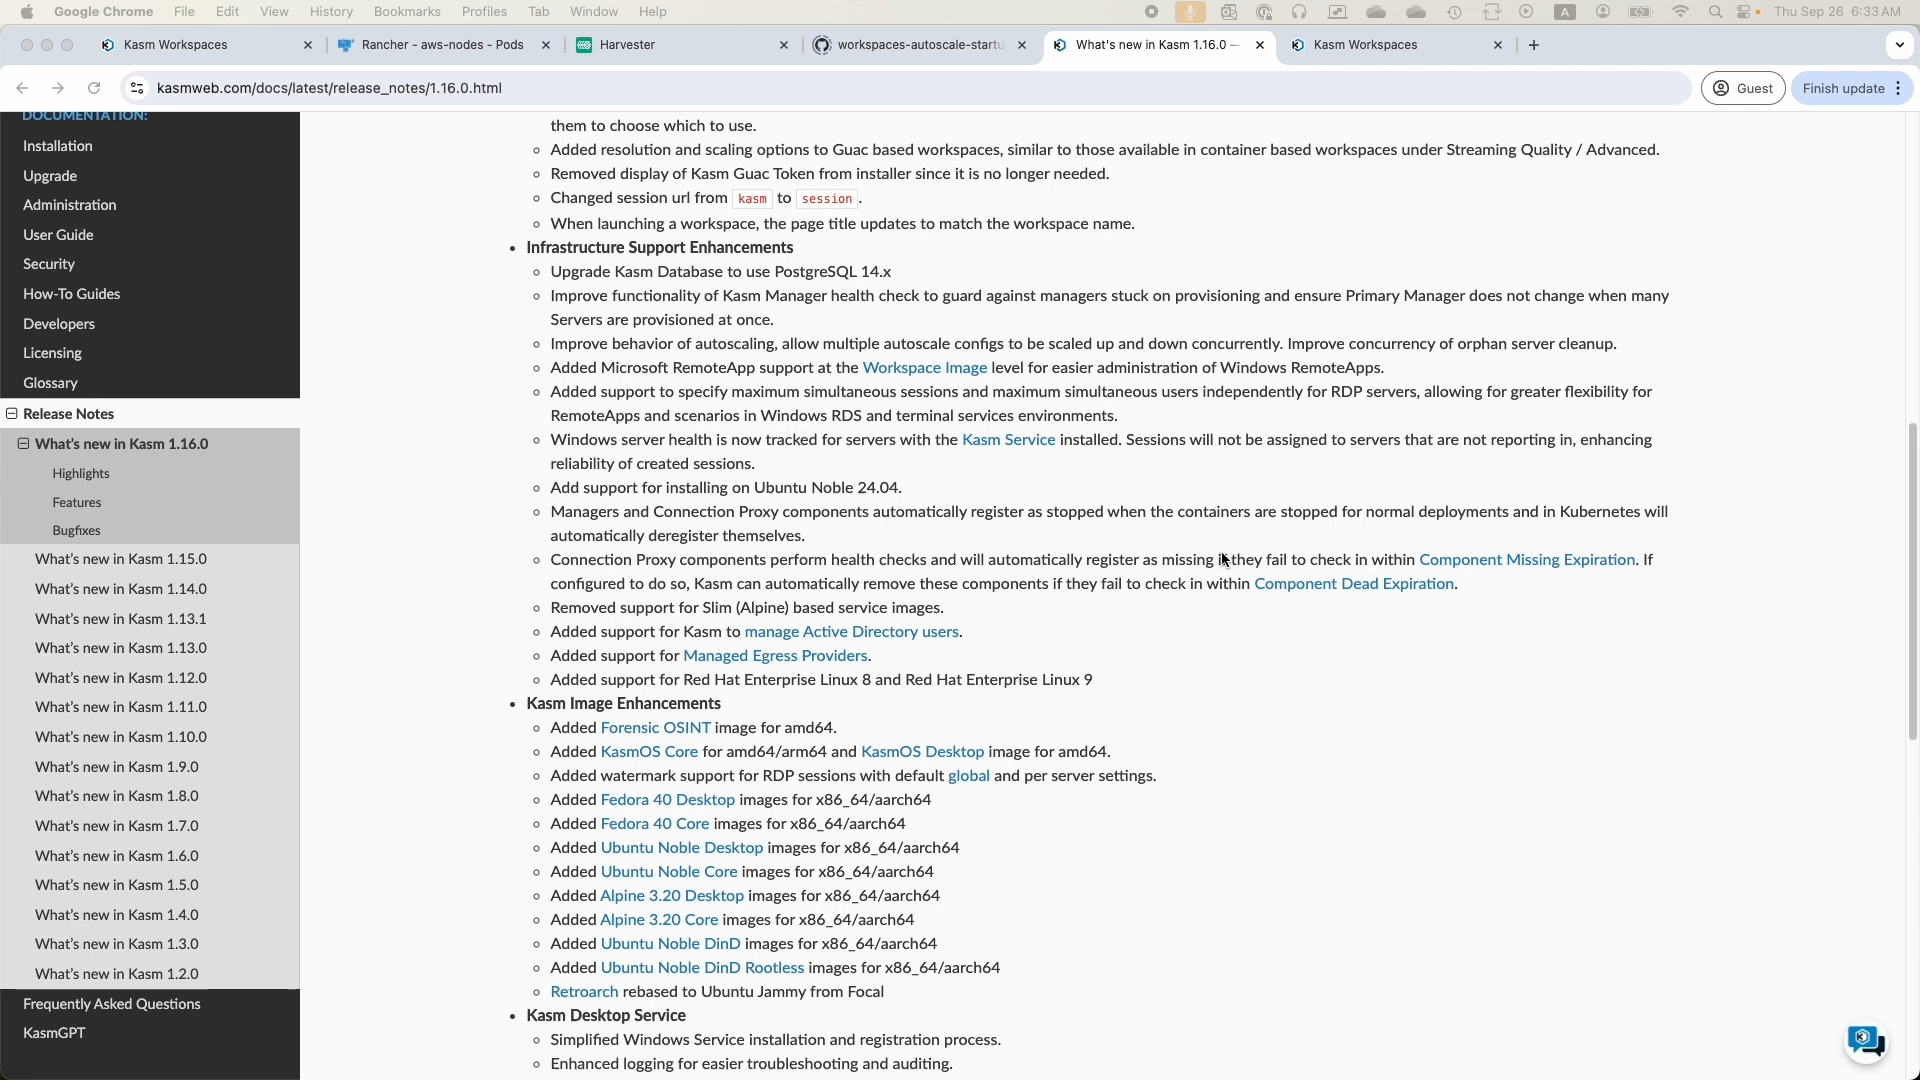 Google Chrome File Edit View History Bookmarks Profiles Tab Window Help A Thu Sep 26 6:33 AM
Kasm Workspaces Rancher - aws-nodes - Pods Harvester workspaces-autoscale-startu What's new in Kasm 1.16.0 — Kasm Workspaces
kasmweb.com/docs/latest/release_notes/1.16.0.html Guest Finish update
DOCUMENTATION:
Installation
Upgrade
Administration
User Guide
Security
How-To Guides
Developers
Licensing
Glossary
Release Notes
What's new in Kasm 1.16.0
Highlights
Features
Bugfixes
What's new in Kasm 1.15.0
What's new in Kasm 1.14.0
What's new in Kasm 1.13.1
What's new in Kasm 1.13.0
What's new in Kasm 1.12.0
What's new in Kasm 1.11.0
What's new in Kasm 1.10.0
What's new in Kasm 1.9.0
What's new in Kasm 1.8.0
What's new in Kasm 1.7.0
What's new in Kasm 1.6.0
What's new in Kasm 1.5.0
What's new in Kasm 1.4.0
What's new in Kasm 1.3.0
What's new in Kasm 1.2.0
Frequently Asked Questions
KasmGPT
them to choose which to use.
Added resolution and scaling options to Guac based workspaces, similar to those available in container based workspaces under Streaming Quality / Advanced.
Removed display of Kasm Guac Token from installer since it is no longer needed.
Changed session url from kasm to session.
When launching a workspace, the page title updates to match the workspace name.
Infrastructure Support Enhancements
Upgrade Kasm Database to use PostgreSQL 14.x
Improve functionality of Kasm Manager health check to guard against managers stuck on provisioning and ensure Primary Manager does not change when many
Servers are provisioned at once.
Improve behavior of autoscaling, allow multiple autoscale configs to be scaled up and down concurrently. Improve concurrency of orphan server cleanup.
Added Microsoft RemoteApp support at the Workspace Image level for easier administration of Windows RemoteApps.
Added support to specify maximum simultaneous sessions and maximum simultaneous users independently for RDP servers, allowing for greater flexibility for
RemoteApps and scenarios in Windows RDS and terminal services environments.
Windows server health is now tracked for servers with the Kasm Service installed. Sessions will not be assigned to servers that are not reporting in, enhancing
reliability of created sessions.
Add support for installing on Ubuntu Noble 24.04.
Managers and Connection Proxy components automatically register as stopped when the containers are stopped for normal deployments and in Kubernetes will
automatically deregister themselves.
Connection Proxy components perform health checks and will automatically register as missing if they fail to check in within Component Missing Expiration. If
configured to do so, Kasm can automatically remove these components if they fail to check in within Component Dead Expiration.
Removed support for Slim (Alpine) based service images.
Added support for Kasm to manage Active Directory users.
Added support for Managed Egress Providers.
Added support for Red Hat Enterprise Linux 8 and Red Hat Enterprise Linux 9
Kasm Image Enhancements
Added Forensic OSINT image for amd64.
Added KasmOS Core for amd64/arm64 and KasmOS Desktop image for amd64.
Added watermark support for RDP sessions with default global and per server settings.
Added Fedora 40 Desktop images for x86_64/aarch64
Added Fedora 40 Core images for x86_64/aarch64
Added Ubuntu Noble Desktop images for x86_64/aarch64
Added Ubuntu Noble Core images for x86_64/aarch64
Added Alpine 3.20 Desktop images for x86_64/aarch64
Added Alpine 3.20 Core images for x86_64/aarch64
Added Ubuntu Noble DinD images for x86_64/aarch64
Added Ubuntu Noble DinD Rootless images for x86_64/aarch64
Retroarch rebased to Ubuntu Jammy from Focal
Kasm Desktop Service
Simplified Windows Service installation and registration process.
Enhanced logging for easier troubleshooting and auditing.